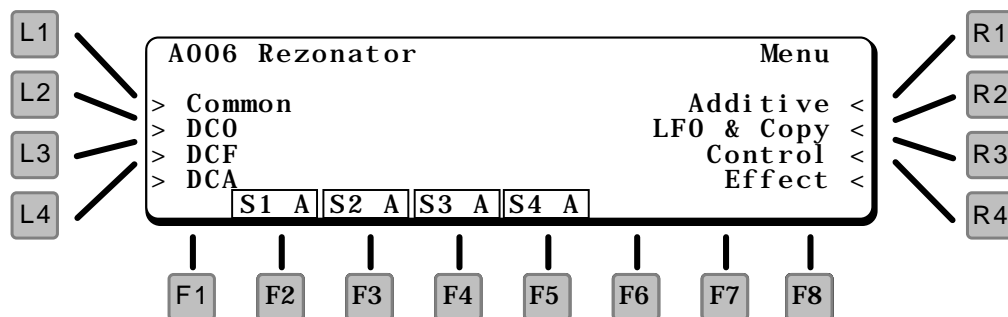 L1
L2
L3
L4
A006 Rezonator Menu
> Common Additive <
> DCO LFO & Copy <
> DCF Control <
> DCA Effect <
S1 A S2 A S3 A S4 A
R1
R2
R3
R4
F1 F2 F3 F4 F5 F6 F7 F8